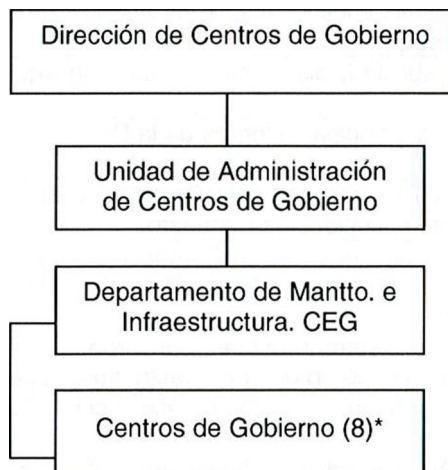 Dirección de Centros de Gobierno
Unidad de Administración
de Centros de Gobierno
Departamento de Mantto. e
Infraestructura. CEG
Centros de Gobierno (8)*